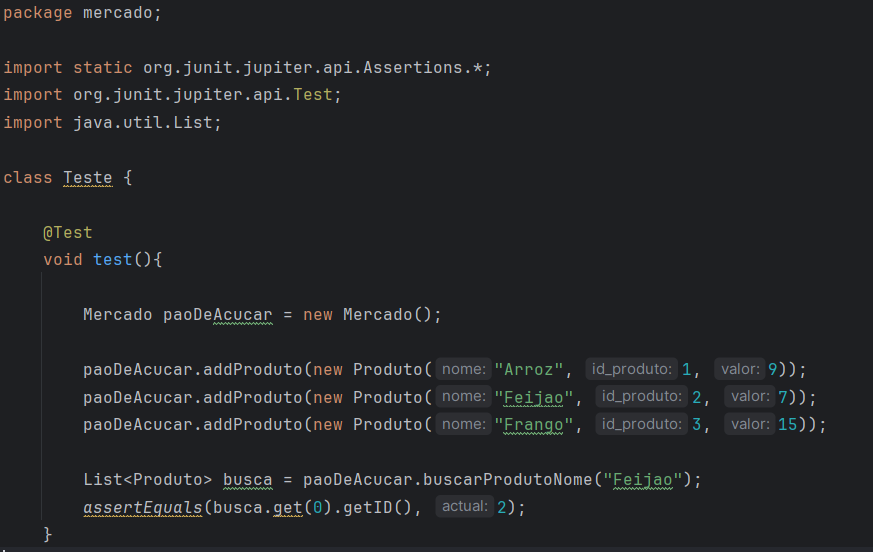 package mercado;
import static org.junit.jupiter.api.Assertions.*;
import org.junit.jupiter.api.Test;
import java.util.List;
class Teste {
@Test
void test(){
Mercado paoDeAcucar = new Mercado();
paoDeAcucar.addProduto(new Produto( nome: "Arroz", id_produto: 1, valor: 9));
paoDeAcucar.addProduto(new Produto( nome: "Feijao", id_produto: 2, valor: 7));
paoDeAcucar.addProduto(new Produto( nome: "Frango", id_produto: 3, valor: 15));
List<Produto> busca = paoDeAcucar.buscarProdutoNome("Feijao");
assertEquals(busca.get(0).getID(), actual: 2);
}